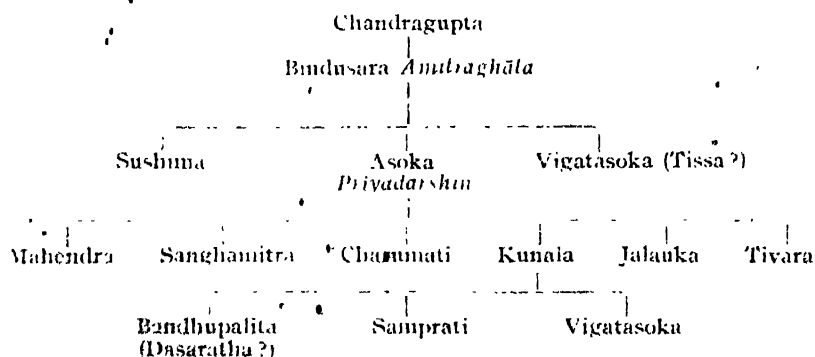 Chandragupta
Bindusara Amitraghāta
Sushima Asoka Vigatasoka (Tissa ?)
Priyadarshin
Mahendra Sanghamitra Charumati Kunala Jalauka Tivara
Bandhupalita Samprati Vigatasoka
(Dasaratha ?)